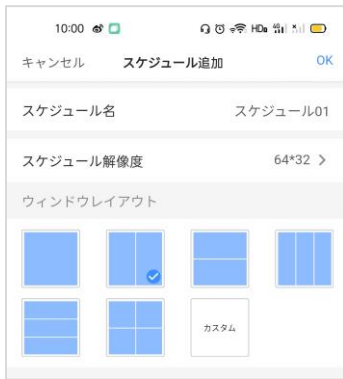 10:00 HD
キャンセル スケジュール追加 OK
スケジュール名 スケジュール01
スケジュール解像度 64*32 >
ウィンドウレイアウト
カスタム